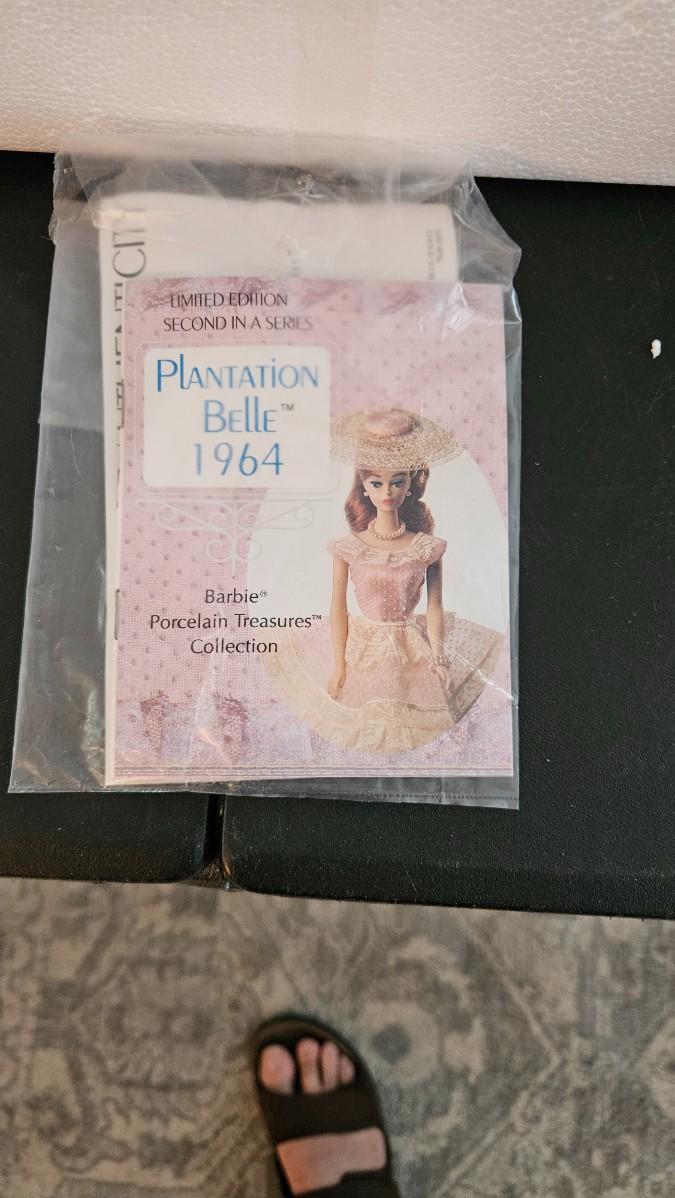 LIMITED EDITION
SECOND IN A SERIES
PLANTATION
BELLE™
1964
Barbie®
Porcelain Treasures™
Collection